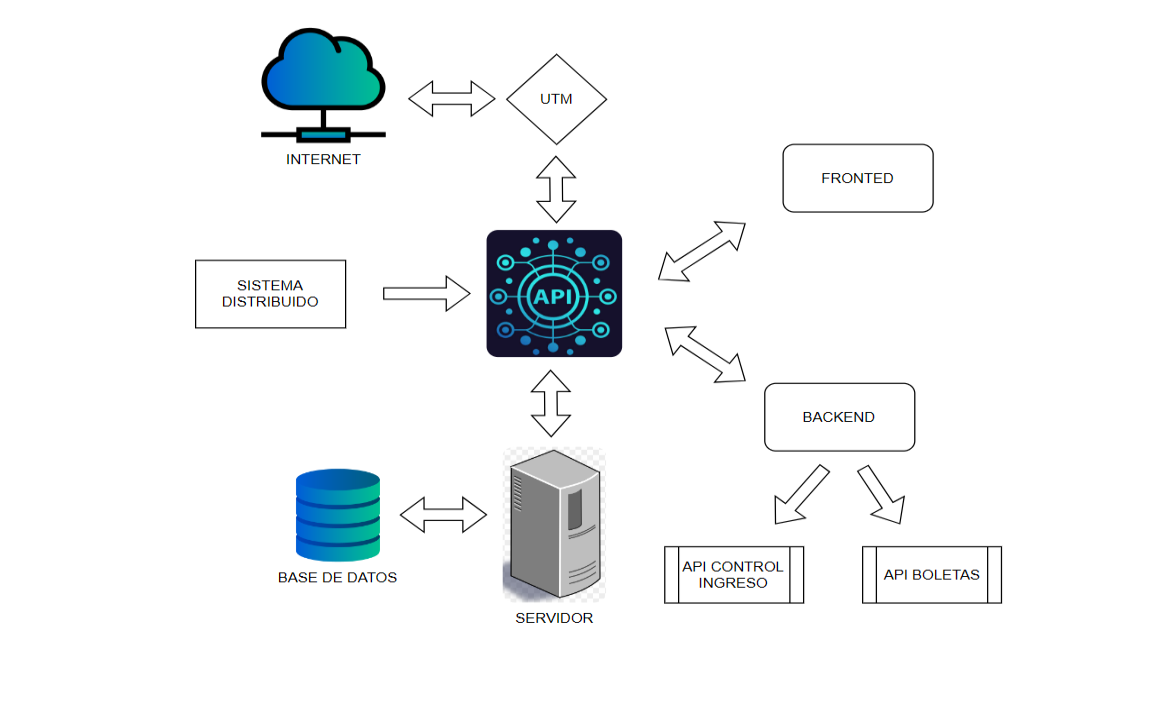 UTM
INTERNET
FRONTED
SISTEMA
DISTRIBUIDO
API
BACKEND
BASE DE DATOS
SERVIDOR
API CONTROL
INGRESO
API BOLETAS